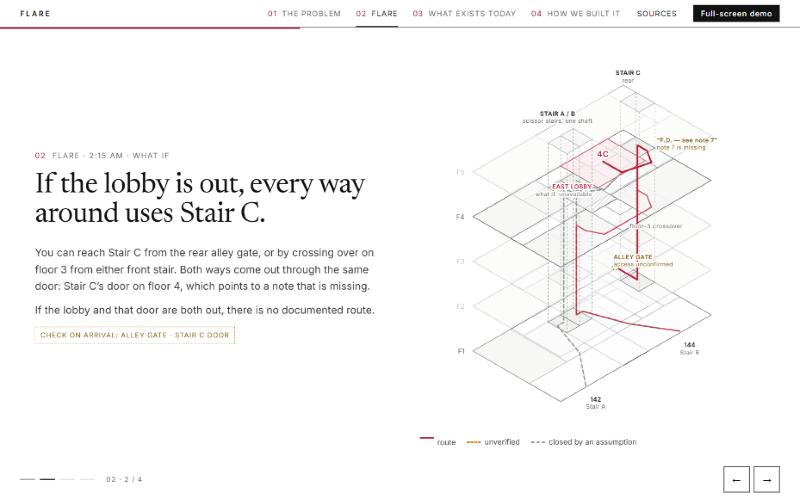 FLARE
01 THE PROBLEM
02 FLARE
03 WHAT EXISTS TODAY
04 HOW WE BUILT IT
SOURCES
Full-screen demo
02 FLARE · 2:15 AM · WHAT IF
If the lobby is out, every way
around uses Stair C.
You can reach Stair C from the rear alley gate, or by crossing over on
floor 3 from either front stair. Both ways come out through the same
door: Stair C's door on floor 4, which points to a note that is missing.
If the lobby and that door are both out, there is no documented route.
CHECK ON ARRIVAL: ALLEY GATE · STAIR C DOOR
STAIR C
rear
STAIR A / B
scissor stairs, one shaft
"F.D. — see note 7"
note 7 is missing
4C
F5
EAST LOBBY
what if: unavailable
F4
floor-3 crossover
ALLEY GATE
access unconfirmed
F3
F2
F1
144
Stair B
142
Stair A
route
unverified
closed by an assumption
02 · 2 / 4
← →